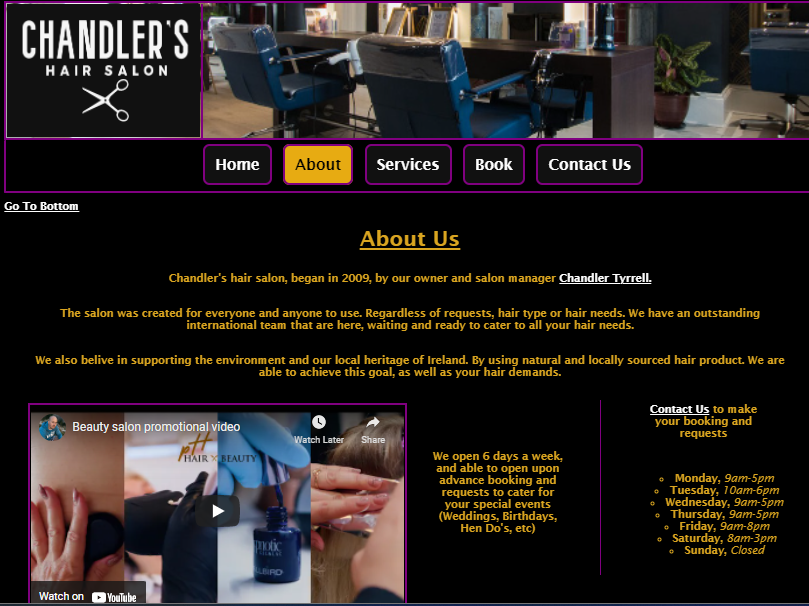 CHANDLER'S
HAIR SALON
Home
About
Services
Book
Contact Us
Go To Bottom
About Us
Chandler's hair salon, began in 2009, by our owner and salon manager Chandler Tyrrell.
The salon was created for everyone and anyone to use. Regardless of requests, hair type or hair needs. We have an outstanding
international team that are here, waiting and ready to cater to all your hair needs.
We also belive in supporting the environment and our local heritage of Ireland. By using natural and locally sourced hair product. We are
able to achieve this goal, as well as your hair demands.
Beauty salon promotional video
Watch Later
Share
HAIR X BEAUTY
Watch on YouTube
We open 6 days a week,
and able to open upon
advance booking and
requests to cater for
your special events
(Weddings, Birthdays,
Hen Do's, etc)
Contact Us to make
your booking and
requests
Monday, 9am-5pm
Tuesday, 10am-6pm
Wednesday, 9am-5pm
Thursday, 9am-5pm
Friday, 9am-8pm
Saturday, 8am-3pm
Sunday, Closed